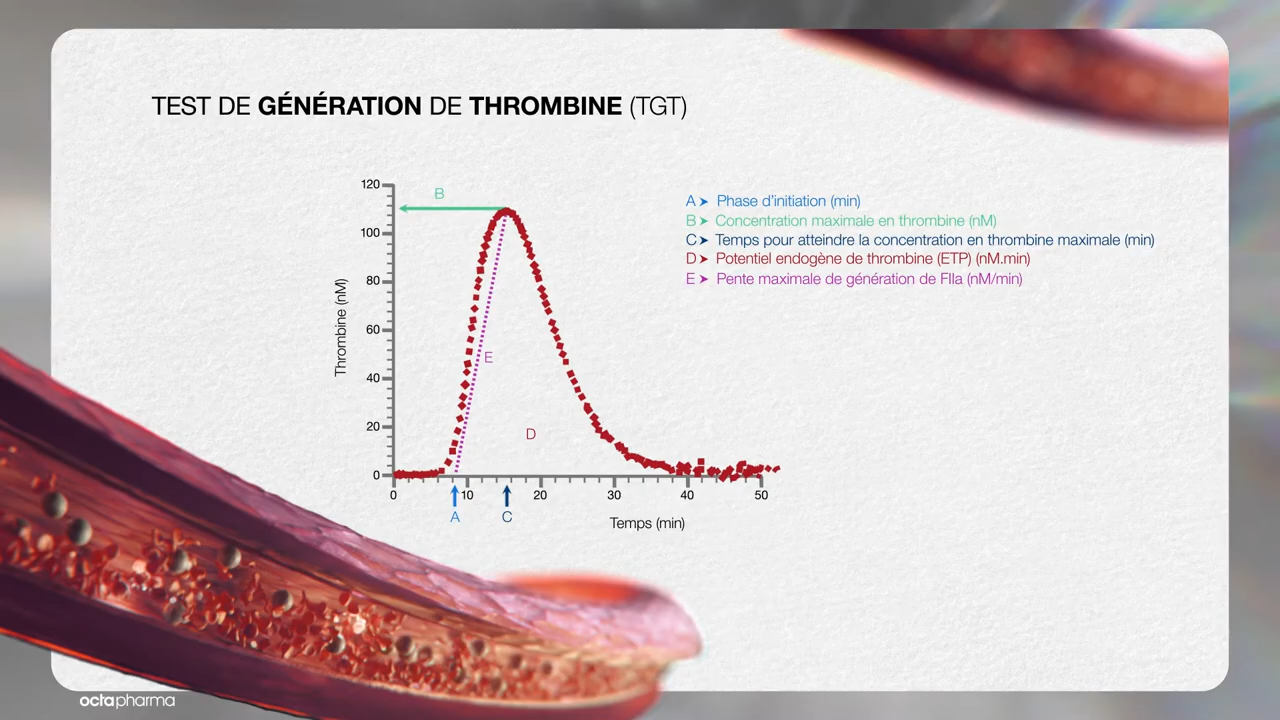 TEST DE GÉNÉRATION DE THROMBINE (TGT)
A ➤ Phase d'initiation (min)
B ➤ Concentration maximale en thrombine (nM)
C ➤ Temps pour atteindre la concentration en thrombine maximale (min)
D ➤ Potentiel endogène de thrombine (ETP) (nM.min)
E ➤ Pente maximale de génération de FIIa (nM/min)
Thrombine (nM)
120
100
80
60
40
20
0
B
E
D
0 10 20 30 40 50
A C
Temps (min)
octapharma